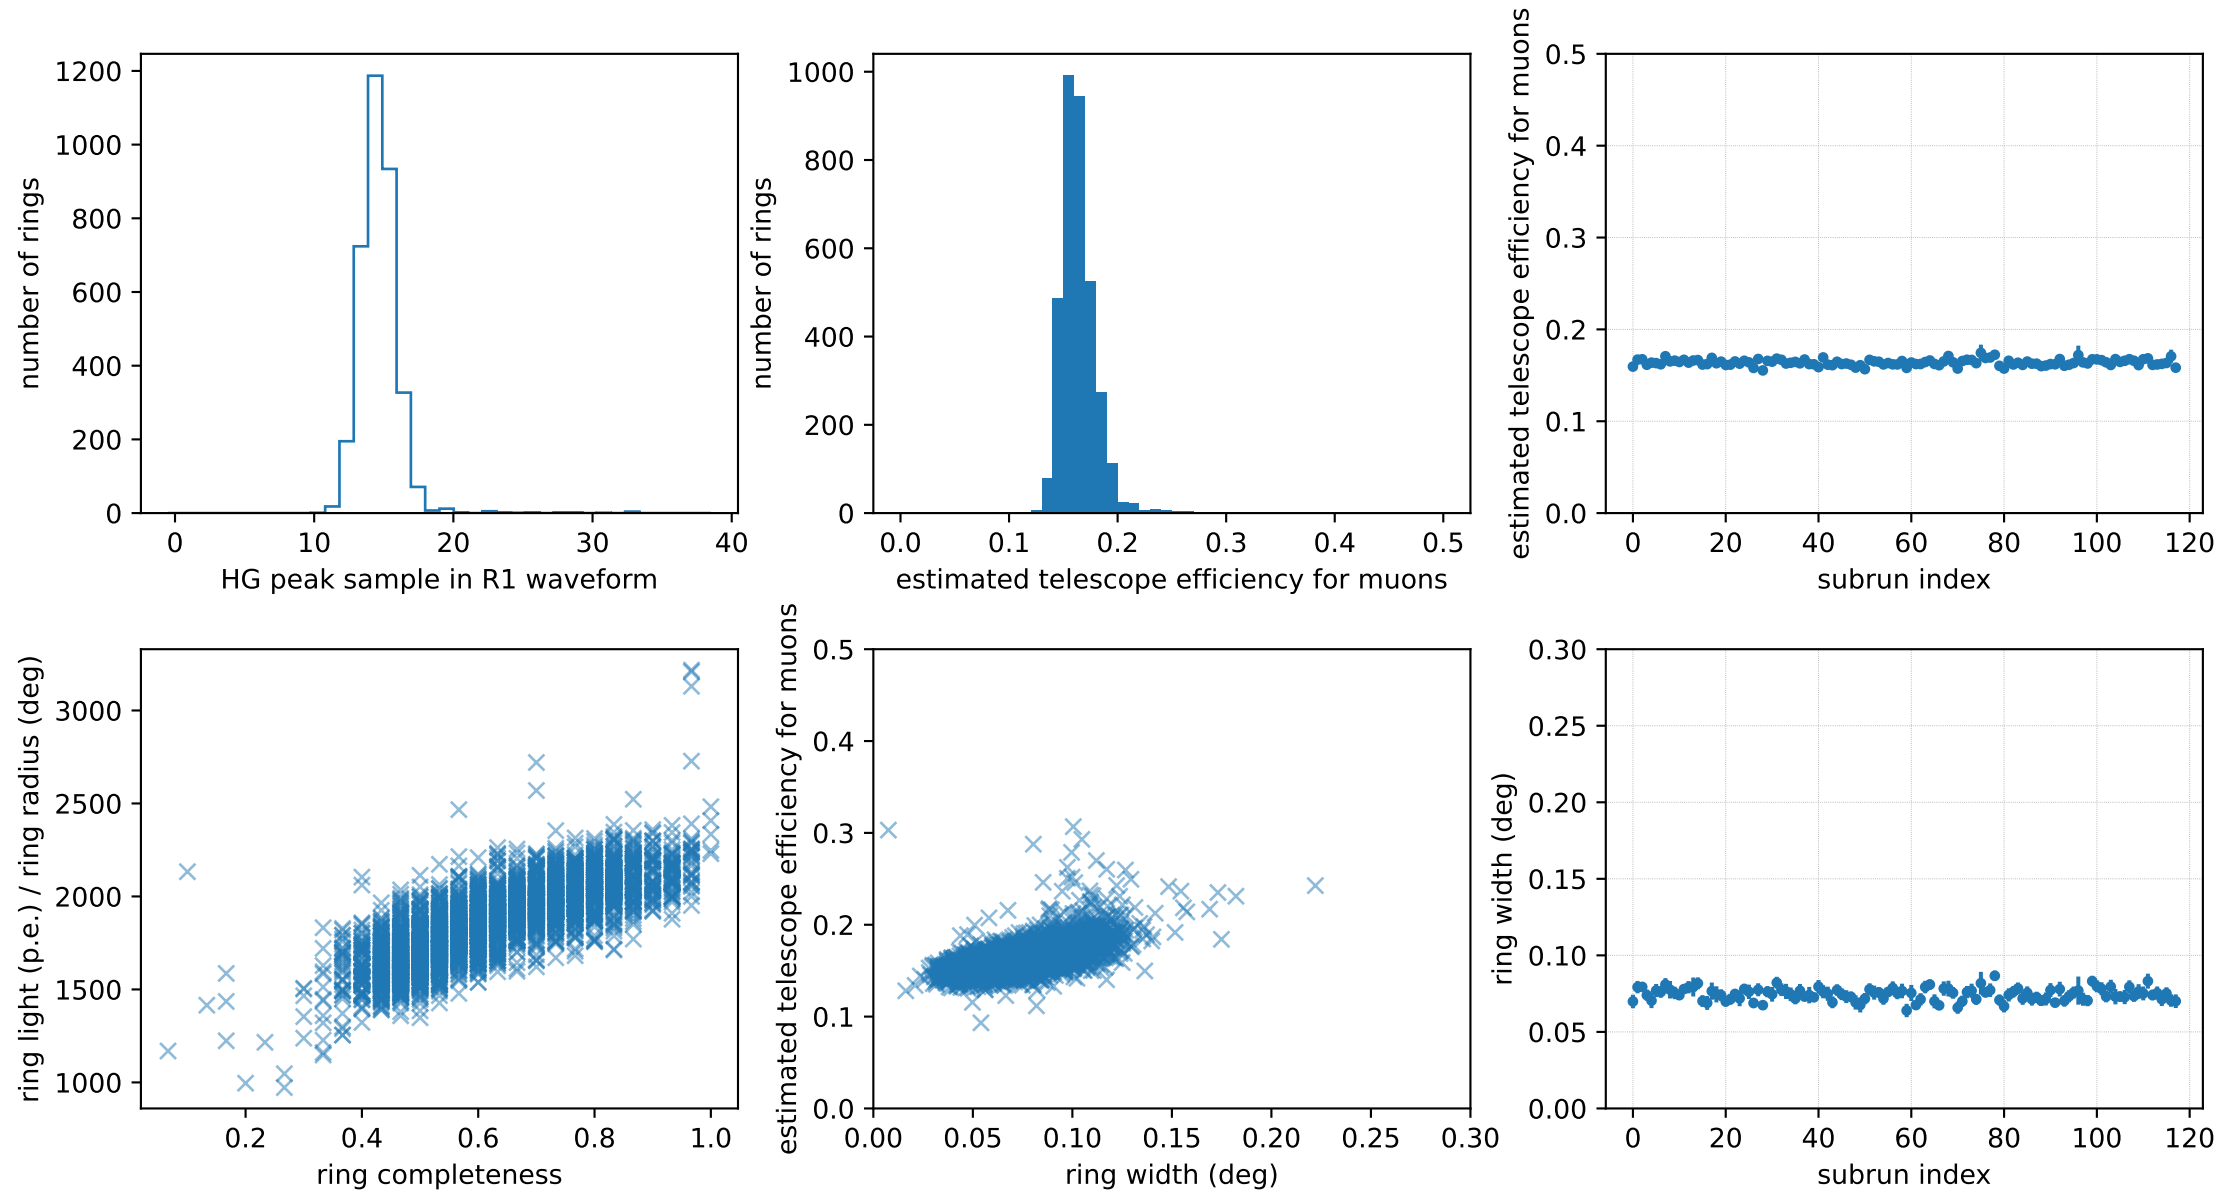 number of rings
1200
1000
800
600
400
200
0
0 10 20 30 40
HG peak sample in R1 waveform
number of rings
1000
800
600
400
200
0
0.0 0.1 0.2 0.3 0.4 0.5
estimated telescope efficiency for muons
estimated telescope efficiency for muons
0.5
0.4
0.3
0.2
0.1
0.0
0 20 40 60 80 100 120
subrun index
ring light (p.e.) / ring radius (deg)
3000
2500
2000
1500
1000
0.2 0.4 0.6 0.8 1.0
ring completeness
estimated telescope efficiency for muons
0.5
0.4
0.3
0.2
0.1
0.0
0.00 0.05 0.10 0.15 0.20 0.25 0.30
ring width (deg)
ring width (deg)
0.30
0.25
0.20
0.15
0.10
0.05
0.00
0 20 40 60 80 100 120
subrun index